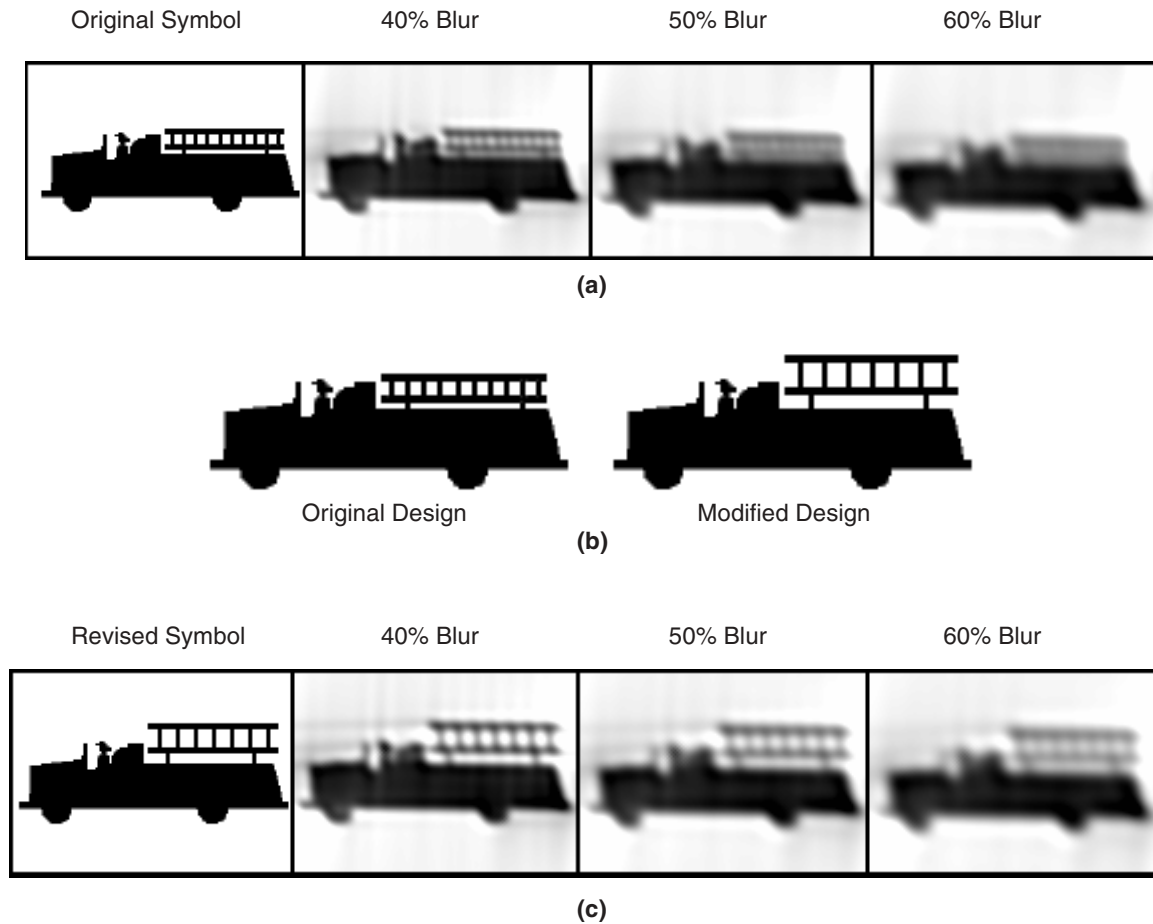 Original Symbol 40% Blur 50% Blur 60% Blur
(a)
Original Design Modified Design
(b)
Revised Symbol 40% Blur 50% Blur 60% Blur
(c)